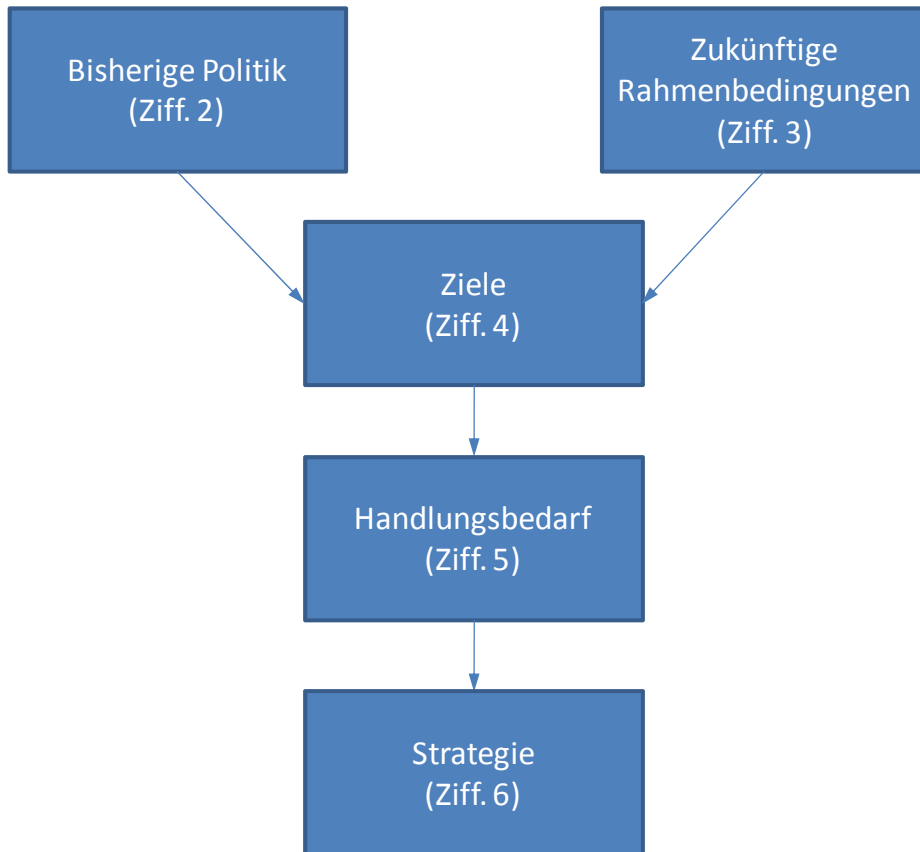 Bisherige Politik
(Ziff. 2)
Zukünftige
Rahmenbedingungen
(Ziff. 3)
Ziele
(Ziff. 4)
Handlungsbedarf
(Ziff. 5)
Strategie
(Ziff. 6)